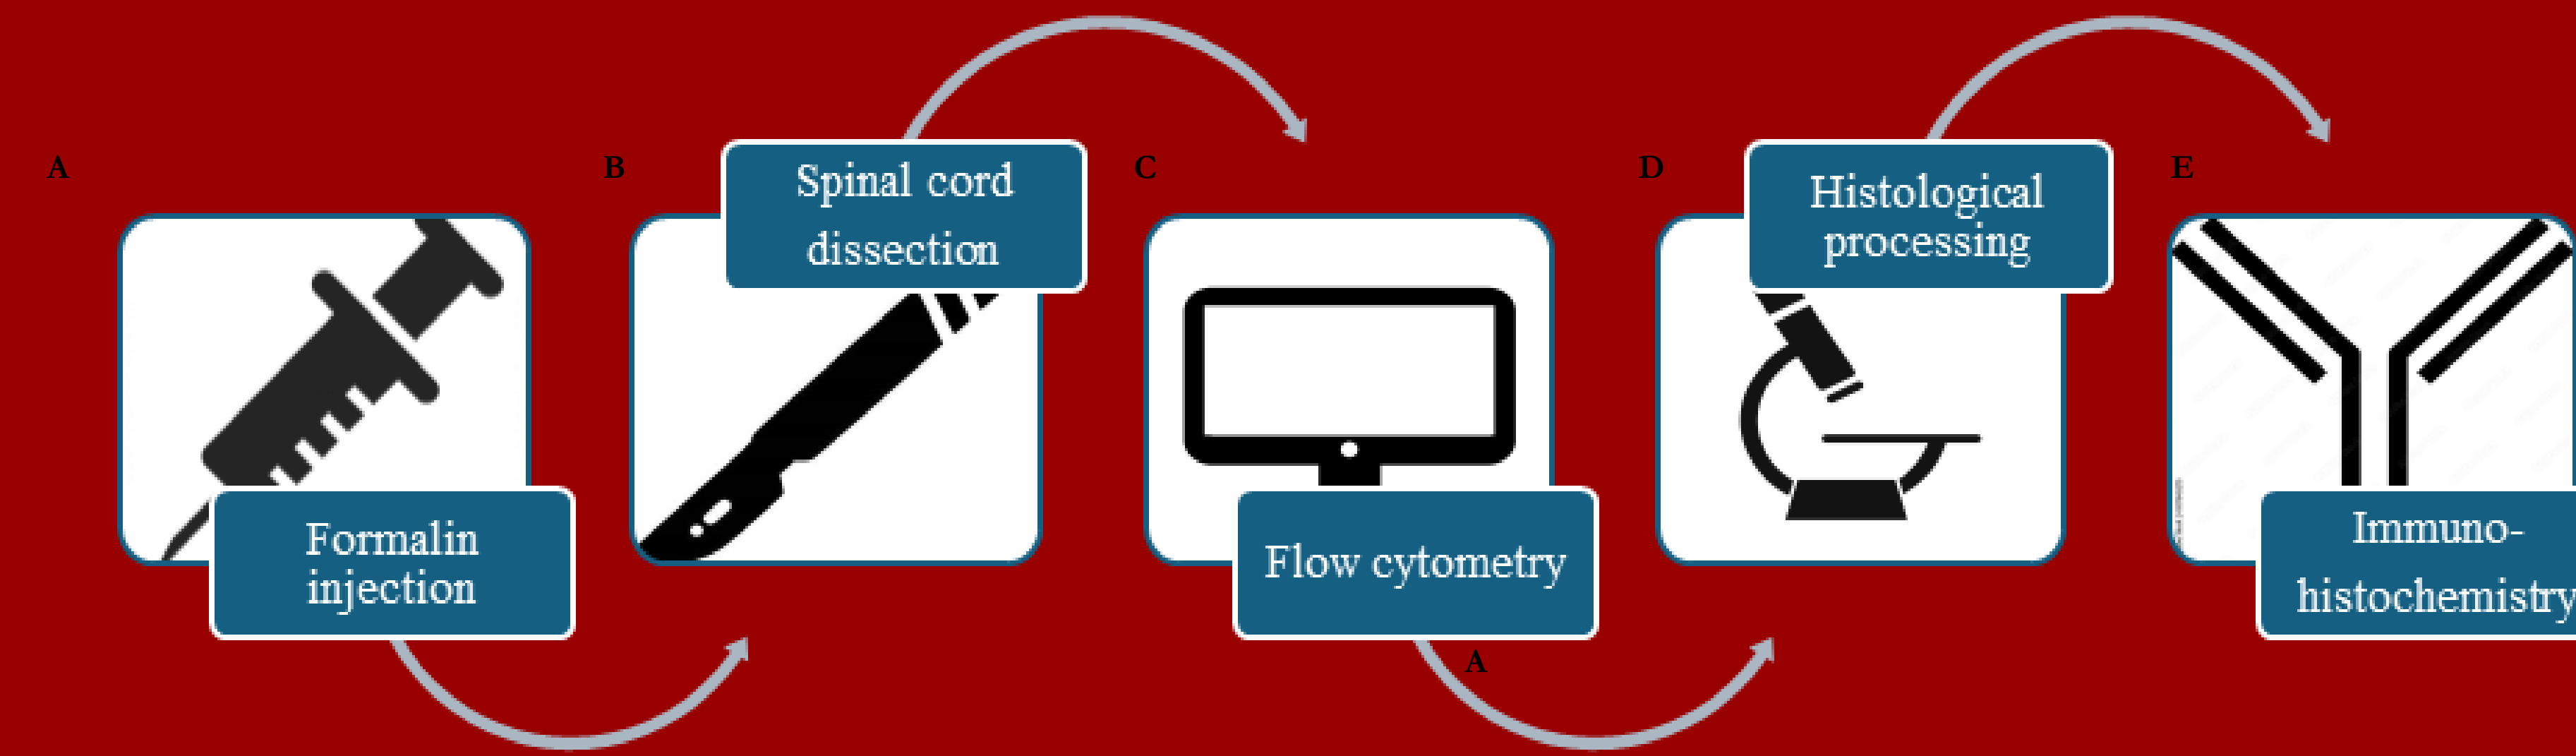 A
Formalin
injection
B
Spinal cord
dissection
C
Flow cytometry
A
D
Histological
processing
E
Immuno-
histochemistry